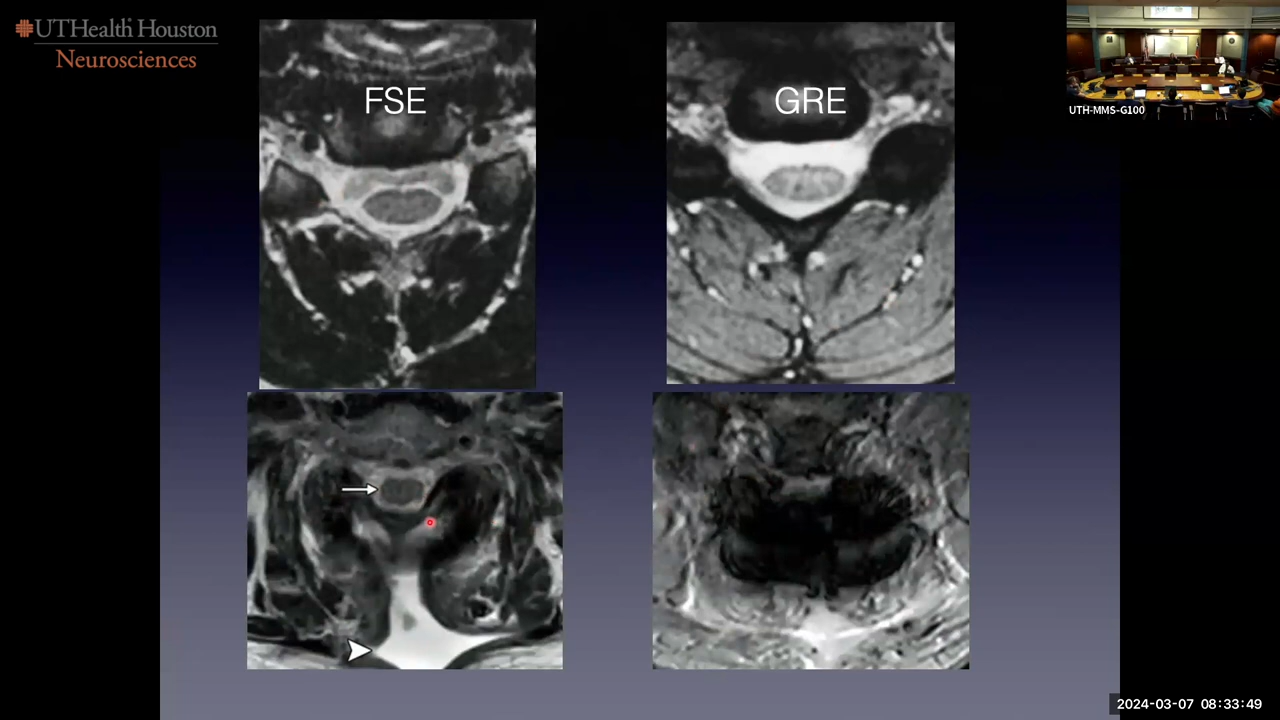 UTHealth Houston
Neurosciences
FSE
GRE
UTH-MMS-G100
2024-03-07 08:33:49